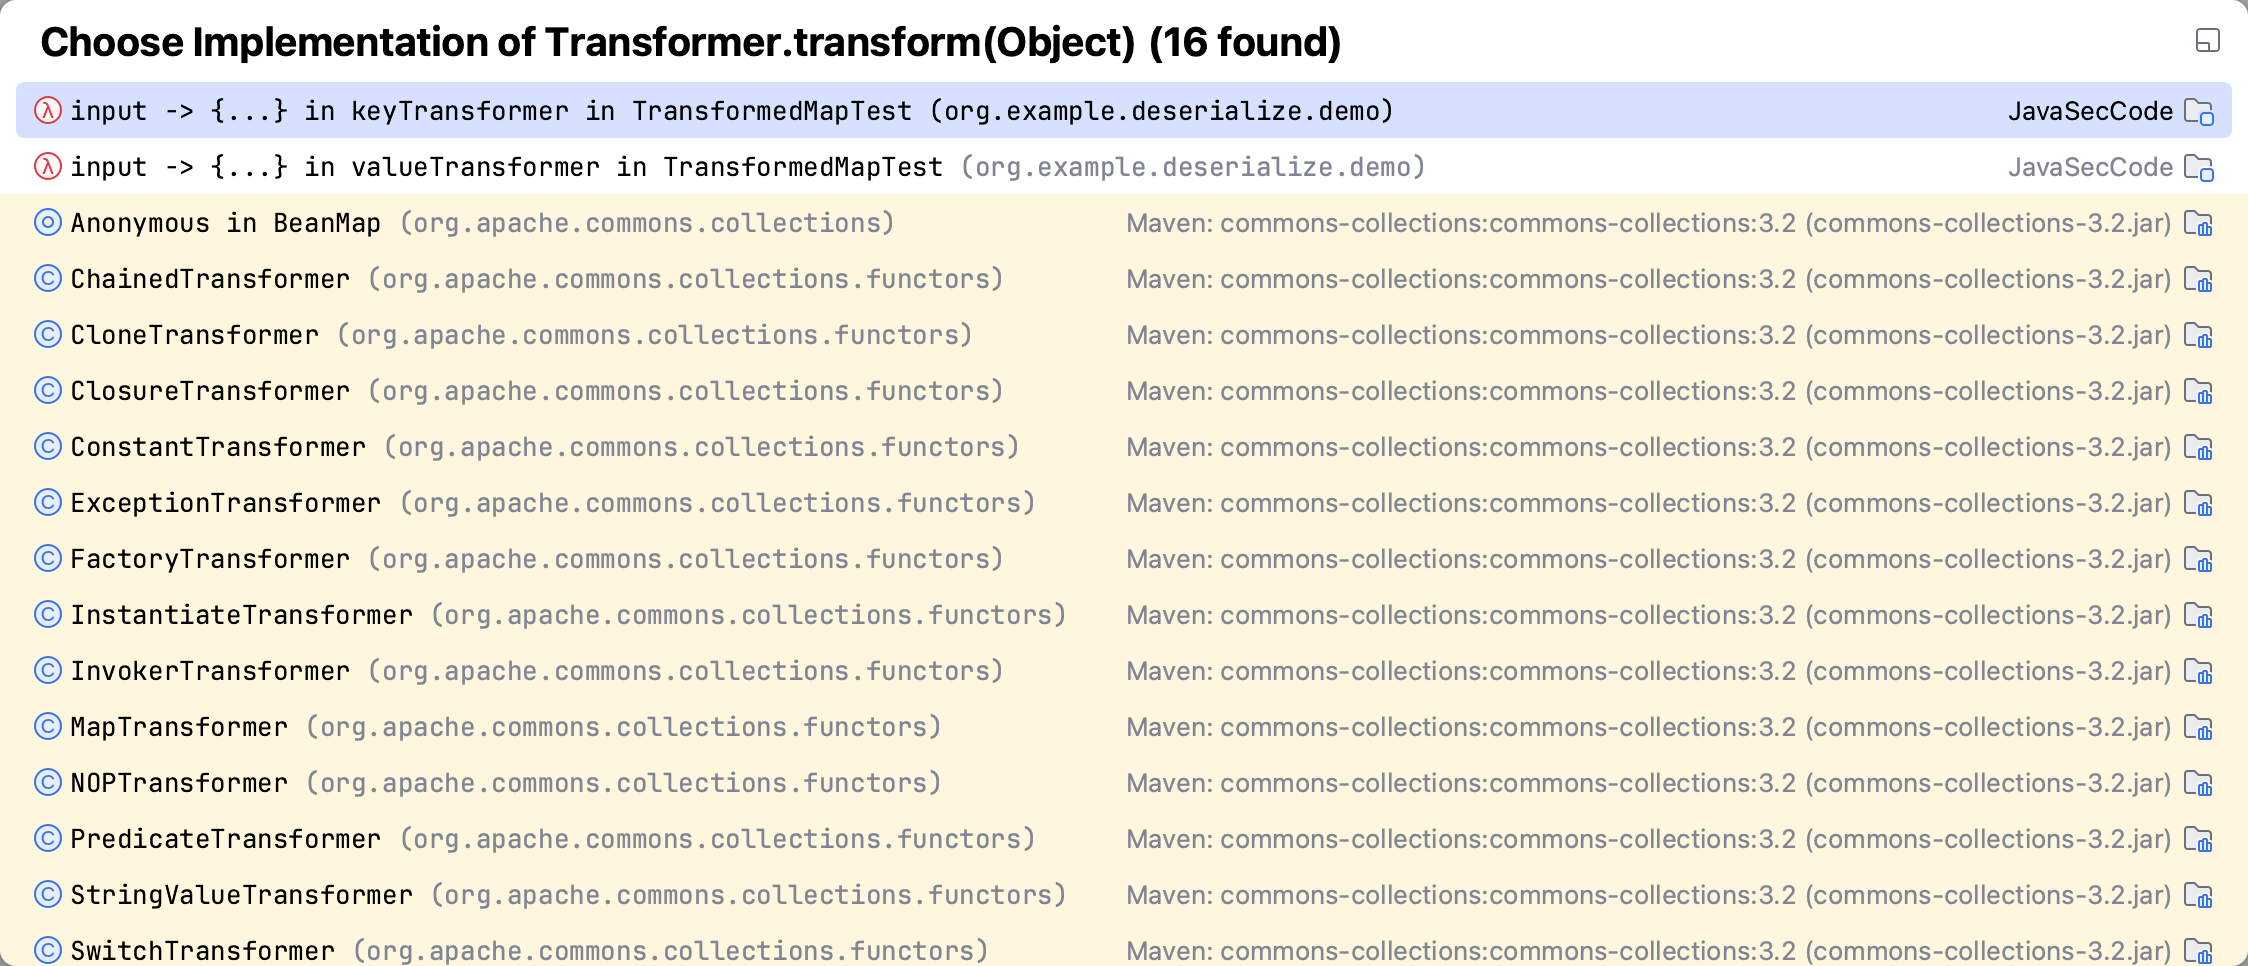 Choose Implementation of Transformer.transform(Object) (16 found)
input -> {...} in keyTransformer in TransformedMapTest (org.example.deserialize.demo) JavaSecCode
input -> {...} in valueTransformer in TransformedMapTest (org.example.deserialize.demo) JavaSecCode
Anonymous in BeanMap (org.apache.commons.collections) Maven: commons-collections:commons-collections:3.2 (commons-collections-3.2.jar)
ChainedTransformer (org.apache.commons.collections.functors) Maven: commons-collections:commons-collections:3.2 (commons-collections-3.2.jar)
CloneTransformer (org.apache.commons.collections.functors) Maven: commons-collections:commons-collections:3.2 (commons-collections-3.2.jar)
ClosureTransformer (org.apache.commons.collections.functors) Maven: commons-collections:commons-collections:3.2 (commons-collections-3.2.jar)
ConstantTransformer (org.apache.commons.collections.functors) Maven: commons-collections:commons-collections:3.2 (commons-collections-3.2.jar)
ExceptionTransformer (org.apache.commons.collections.functors) Maven: commons-collections:commons-collections:3.2 (commons-collections-3.2.jar)
FactoryTransformer (org.apache.commons.collections.functors) Maven: commons-collections:commons-collections:3.2 (commons-collections-3.2.jar)
InstantiateTransformer (org.apache.commons.collections.functors) Maven: commons-collections:commons-collections:3.2 (commons-collections-3.2.jar)
InvokerTransformer (org.apache.commons.collections.functors) Maven: commons-collections:commons-collections:3.2 (commons-collections-3.2.jar)
MapTransformer (org.apache.commons.collections.functors) Maven: commons-collections:commons-collections:3.2 (commons-collections-3.2.jar)
NOPTransformer (org.apache.commons.collections.functors) Maven: commons-collections:commons-collections:3.2 (commons-collections-3.2.jar)
PredicateTransformer (org.apache.commons.collections.functors) Maven: commons-collections:commons-collections:3.2 (commons-collections-3.2.jar)
StringValueTransformer (org.apache.commons.collections.functors) Maven: commons-collections:commons-collections:3.2 (commons-collections-3.2.jar)
SwitchTransformer (org.apache.commons.collections.functors) Maven: commons-collections:commons-collections:3.2 (commons-collections-3.2.jar)